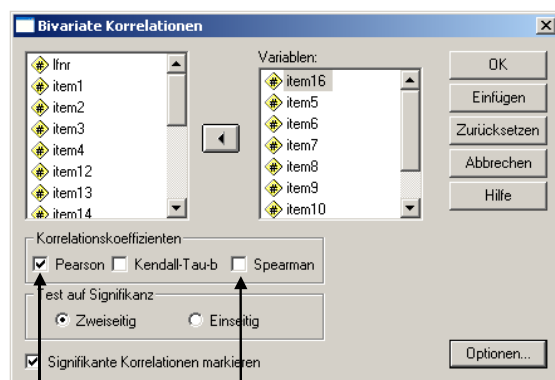 Bivariate Korrelationen
lfnr
item1
item2
item3
item4
item12
item13
item14
Variablen:
item16
item5
item6
item7
item8
item9
item10
OK
Einfügen
Zurücksetzen
Abbrechen
Hilfe
Korrelationskoeffizienten
Pearson Kendall-Tau-b Spearman
Test auf Signifikanz
Zweiseitig Einseitig
Signifikante Korrelationen markieren
Optionen...